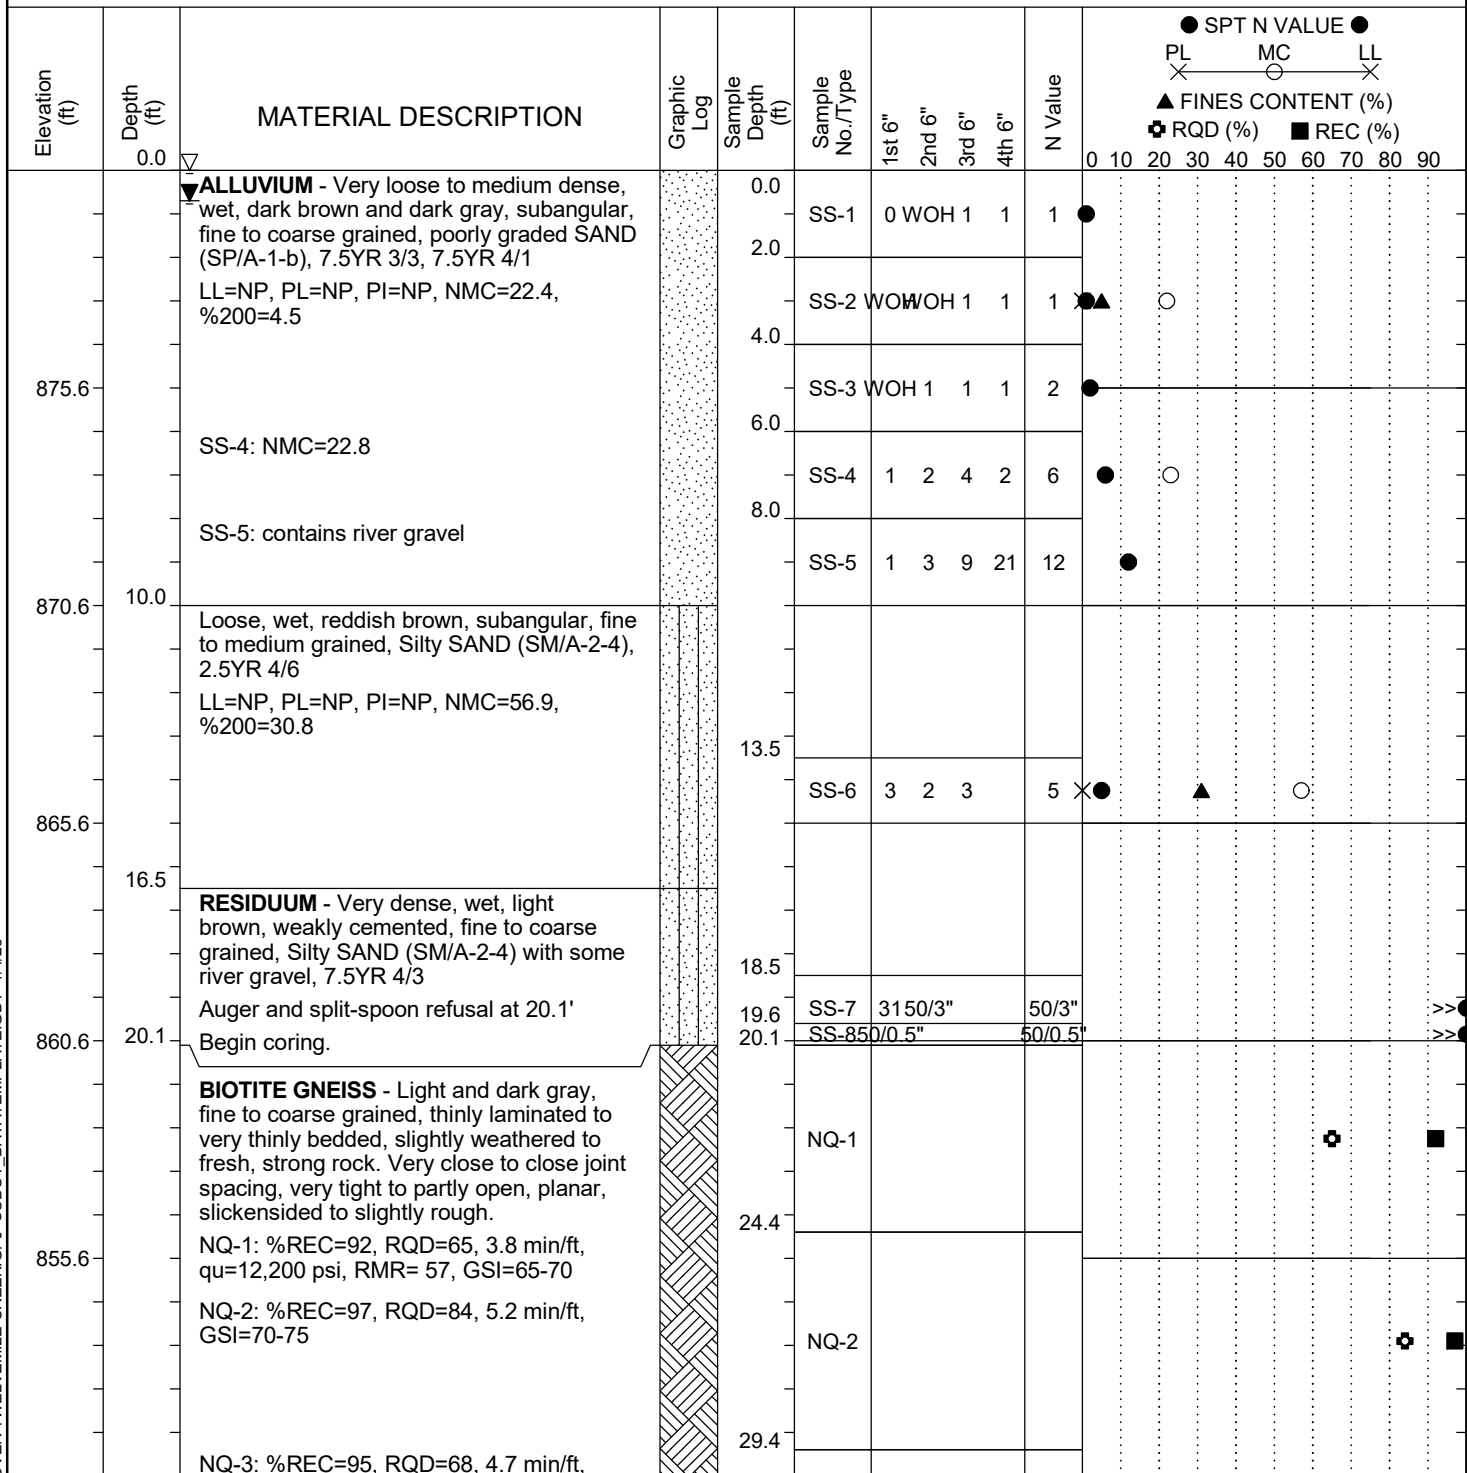 SPT N VALUE
PL MC LL
FINES CONTENT (%)
RQD (%) REC (%)
Elevation (ft)
Depth (ft)
MATERIAL DESCRIPTION
Graphic Log
Sample Depth (ft)
Sample No./Type
1st 6"
2nd 6"
3rd 6"
4th 6"
N Value
0 10 20 30 40 50 60 70 80 90
0.0
ALLUVIUM - Very loose to medium dense,
wet, dark brown and dark gray, subangular,
fine to coarse grained, poorly graded SAND
(SP/A-1-b), 7.5YR 3/3, 7.5YR 4/1
LL=NP, PL=NP, PI=NP, NMC=22.4,
%200=4.5
0.0
SS-1 0 WOH 1 1 1
2.0
SS-2 WOH WOH 1 1 1
4.0
875.6
SS-3 WOH 1 1 1 2
6.0
SS-4: NMC=22.8
SS-4 1 2 4 2 6
8.0
SS-5: contains river gravel
SS-5 1 3 9 21 12
870.6 10.0
Loose, wet, reddish brown, subangular, fine
to medium grained, Silty SAND (SM/A-2-4),
2.5YR 4/6
LL=NP, PL=NP, PI=NP, NMC=56.9,
%200=30.8
13.5
SS-6 3 2 3 5
865.6
16.5
RESIDUUM - Very dense, wet, light
brown, weakly cemented, fine to coarse
grained, Silty SAND (SM/A-2-4) with some
river gravel, 7.5YR 4/3
18.5
Auger and split-spoon refusal at 20.1'
SS-7 31 50/3" 50/3" >>
19.6
SS-8 50/0.5" 50/0.5" >>
860.6 20.1 Begin coring. 20.1
BIOTITE GNEISS - Light and dark gray,
fine to coarse grained, thinly laminated to
very thinly bedded, slightly weathered to
fresh, strong rock. Very close to close joint
spacing, very tight to partly open, planar,
slickensided to slightly rough.
NQ-1
24.4
855.6
NQ-1: %REC=92, RQD=65, 3.8 min/ft,
qu=12,200 psi, RMR= 57, GSI=65-70
NQ-2: %REC=97, RQD=84, 5.2 min/ft,
GSI=70-75
NQ-2
29.4
NQ-3: %REC=95, RQD=68, 4.7 min/ft,